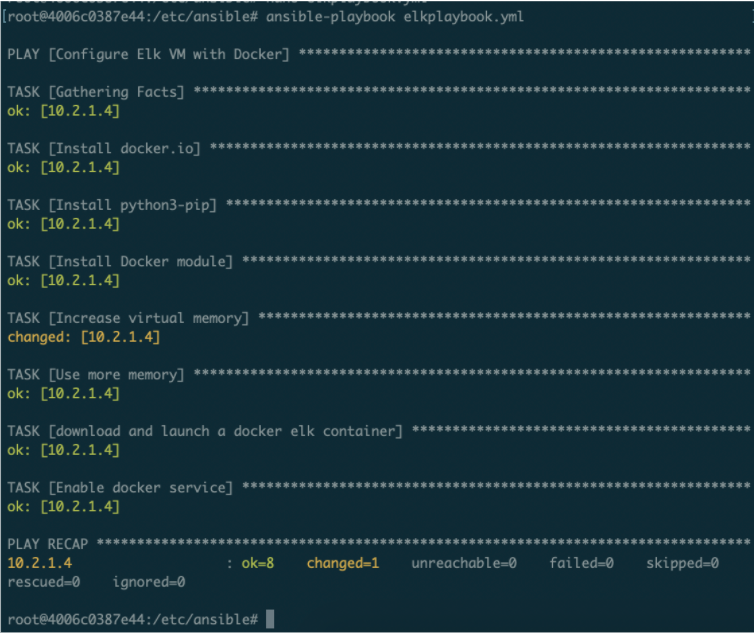 [root@4006c0387e44:/etc/ansible# ansible-playbook elkplaybook.yml
PLAY [Configure Elk VM with Docker] *********************************************************
TASK [Gathering Facts] **********************************************************************
ok: [10.2.1.4]
TASK [Install docker.io] ********************************************************************
ok: [10.2.1.4]
TASK [Install python3-pip] ******************************************************************
ok: [10.2.1.4]
TASK [Install Docker module] ****************************************************************
ok: [10.2.1.4]
TASK [Increase virtual memory] **************************************************************
changed: [10.2.1.4]
TASK [Use more memory] **********************************************************************
ok: [10.2.1.4]
TASK [download and launch a docker elk container] *******************************************
ok: [10.2.1.4]
TASK [Enable docker service] ****************************************************************
ok: [10.2.1.4]
PLAY RECAP **********************************************************************************
10.2.1.4 : ok=8 changed=1 unreachable=0 failed=0 skipped=0
rescued=0 ignored=0
root@4006c0387e44:/etc/ansible#